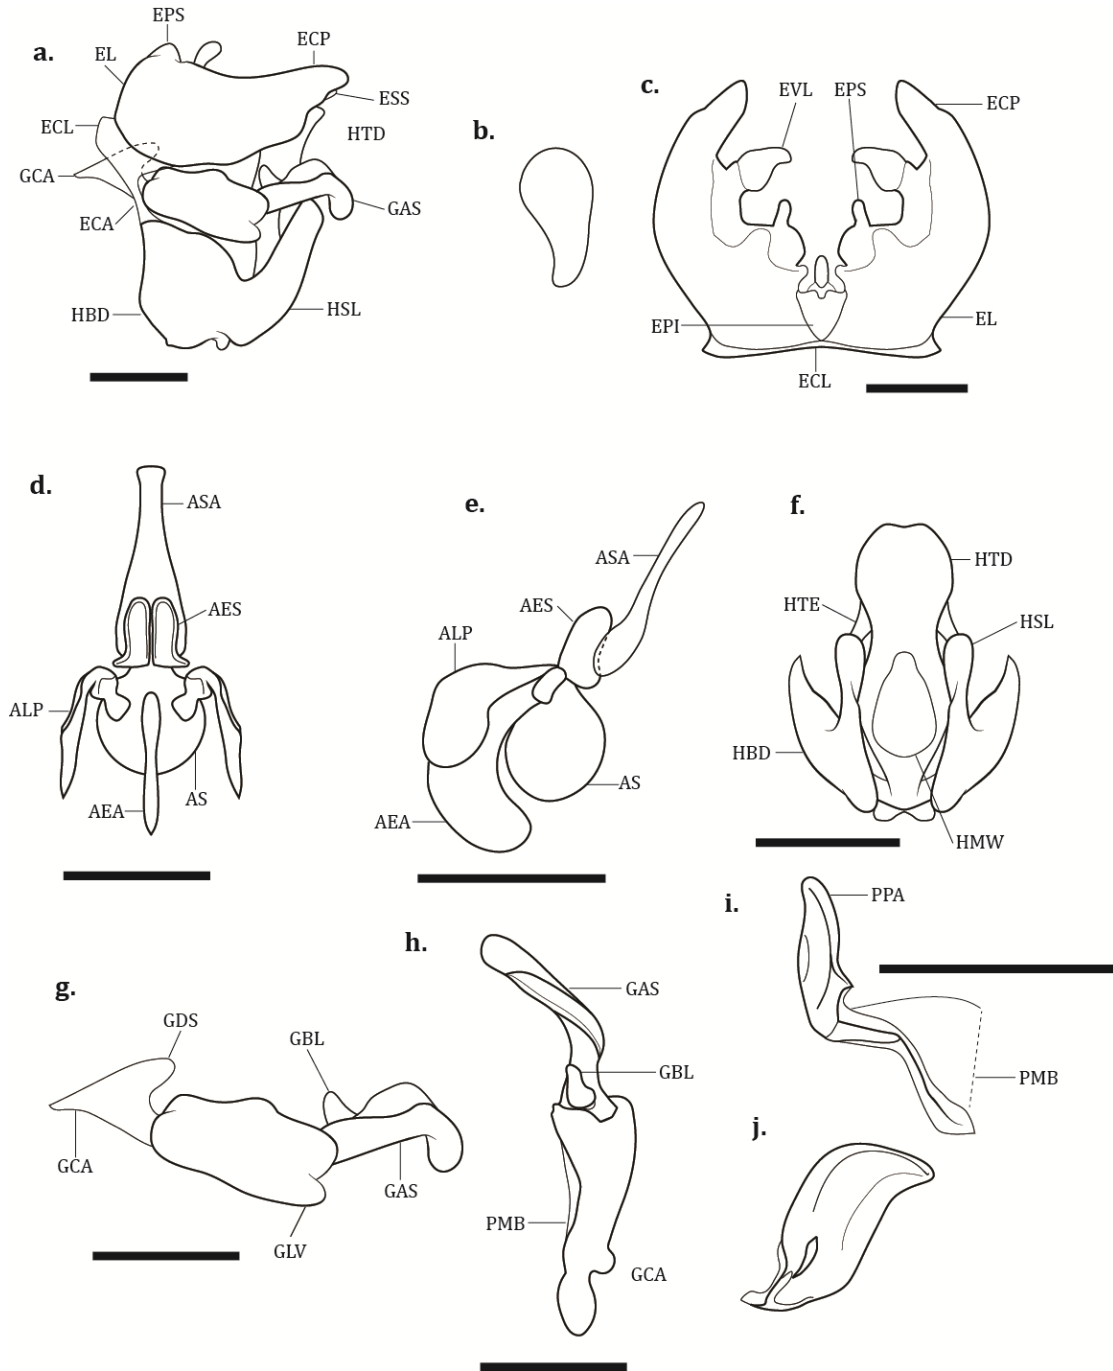 a.
EPS
EL
ECP
ESS
ECL
HTD
GCA
ECA
GAS
HBD
HSL
b.
c.
EVL
EPS
ECP
EPI
EL
ECL
d.
ASA
AES
ALP
AEA
AS
e.
ASA
AES
ALP
AS
AEA
f.
HTD
HTE
HSL
HBD
HMW
g.
GDS
GBL
GCA
GAS
GLV
h.
GAS
GBL
PMB
GCA
i.
PPA
PMB
j.